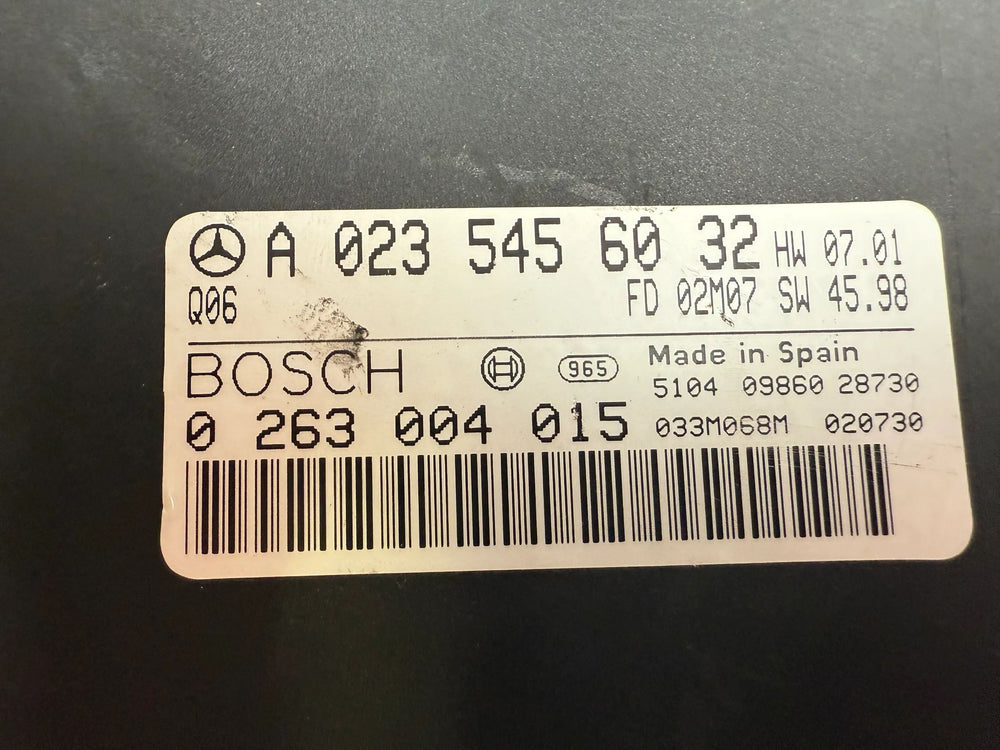 A 023 545 60 32 HW 07.01
Q06 FD 02M07 SW 45.98
BOSCH 965 Made in Spain
5104 09860 28730
0 263 004 015 033M068M 020730